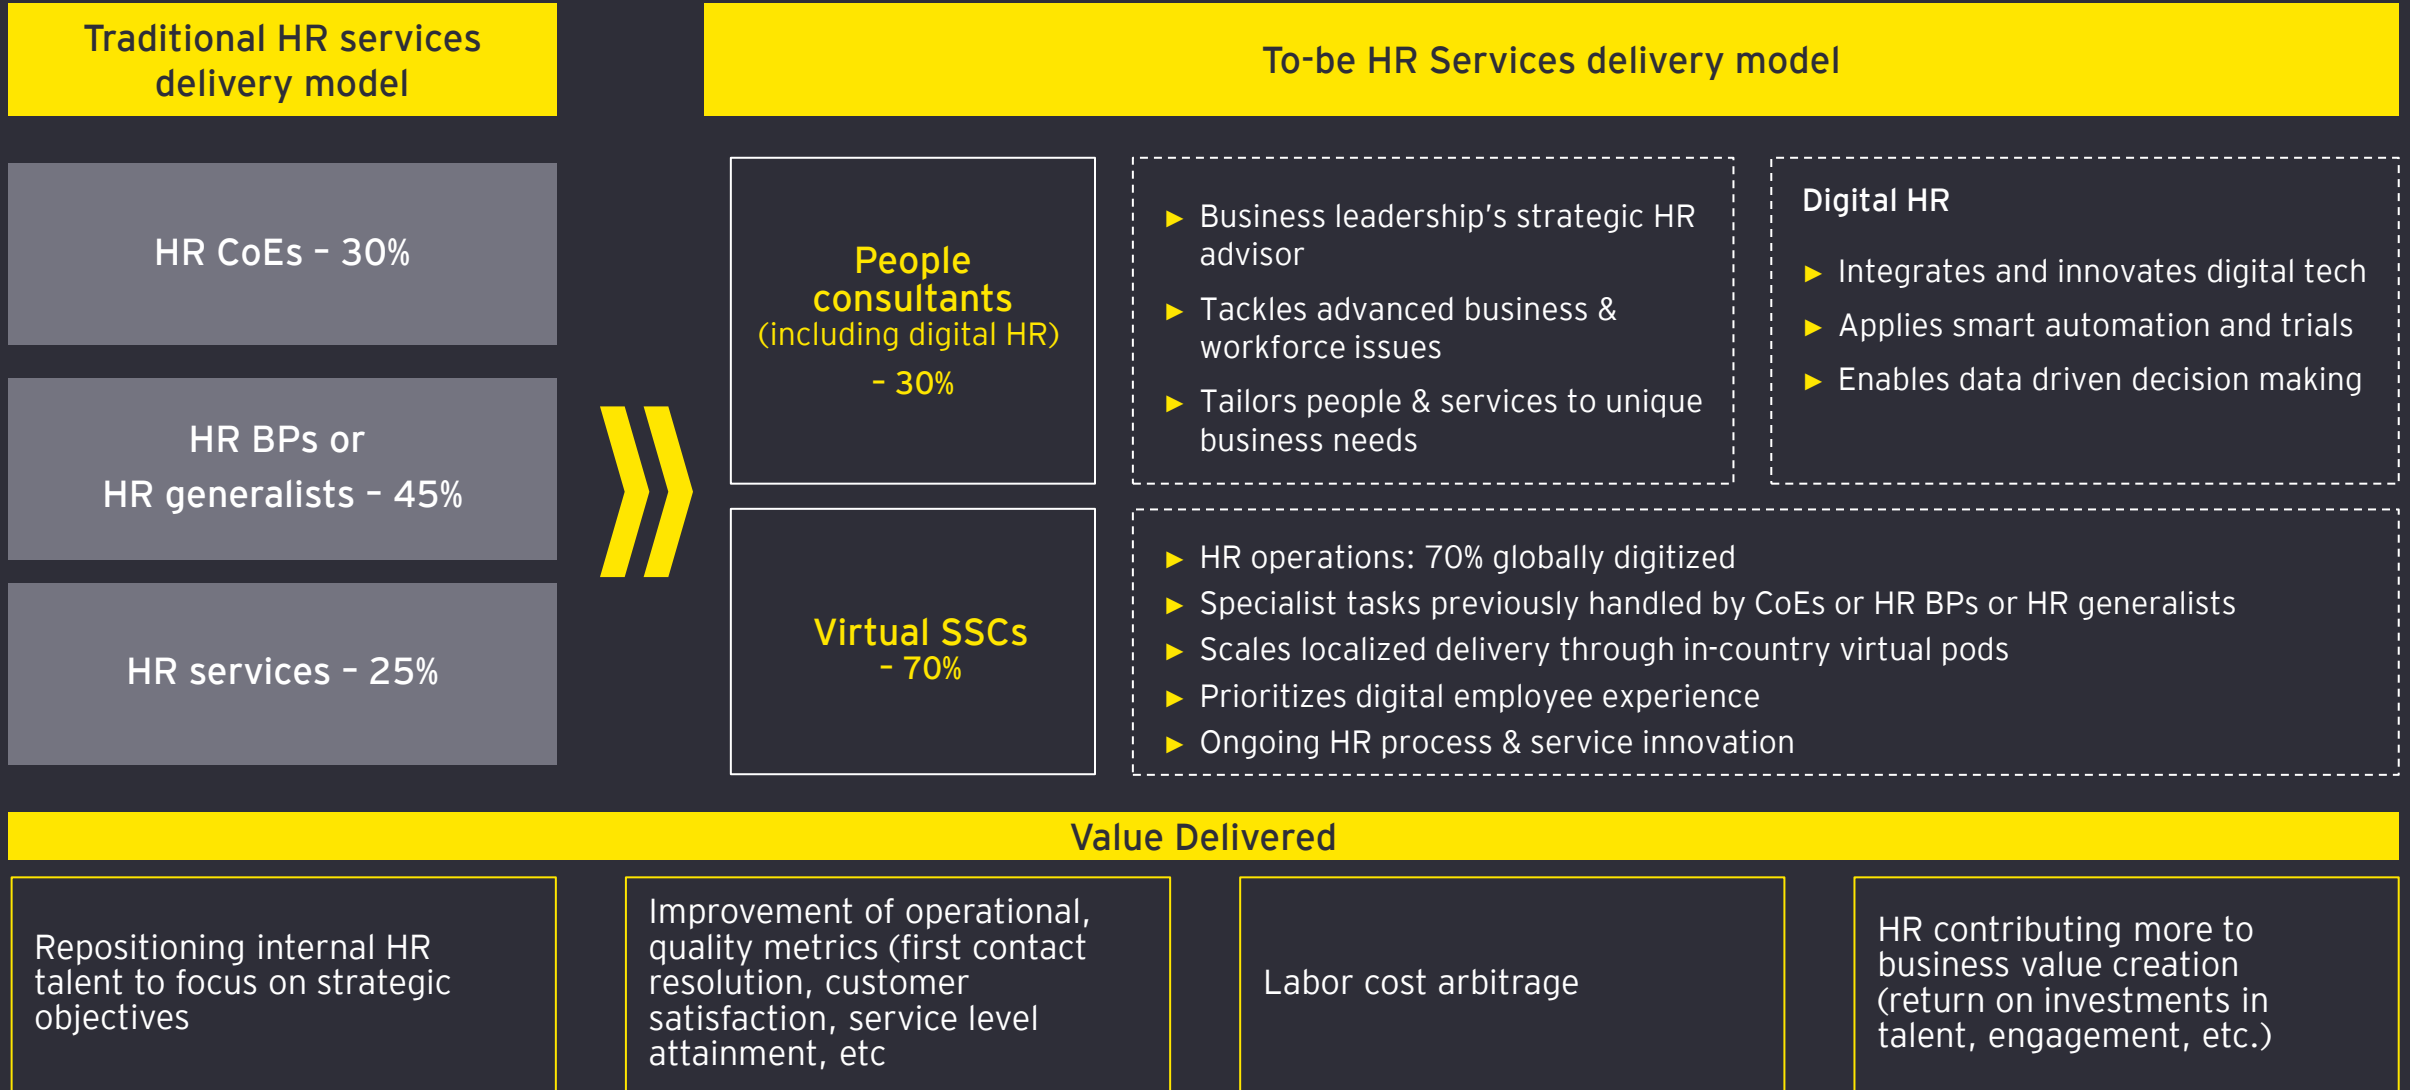 Traditional HR services
delivery model
To-be HR Services delivery model
HR CoEs – 30%
HR BPs or
HR generalists – 45%
HR services – 25%
People
consultants
(including digital HR)
– 30%
► Business leadership’s strategic HR
advisor
► Tackles advanced business &
workforce issues
► Tailors people & services to unique
business needs
Digital HR
► Integrates and innovates digital tech
► Applies smart automation and trials
► Enables data driven decision making
Virtual SSCs
– 70%
► HR operations: 70% globally digitized
► Specialist tasks previously handled by CoEs or HR BPs or HR generalists
► Scales localized delivery through in-country virtual pods
► Prioritizes digital employee experience
► Ongoing HR process & service innovation
Value Delivered
Repositioning internal HR
talent to focus on strategic
objectives
Improvement of operational,
quality metrics (first contact
resolution, customer
satisfaction, service level
attainment, etc
Labor cost arbitrage
HR contributing more to
business value creation
(return on investments in
talent, engagement, etc.)